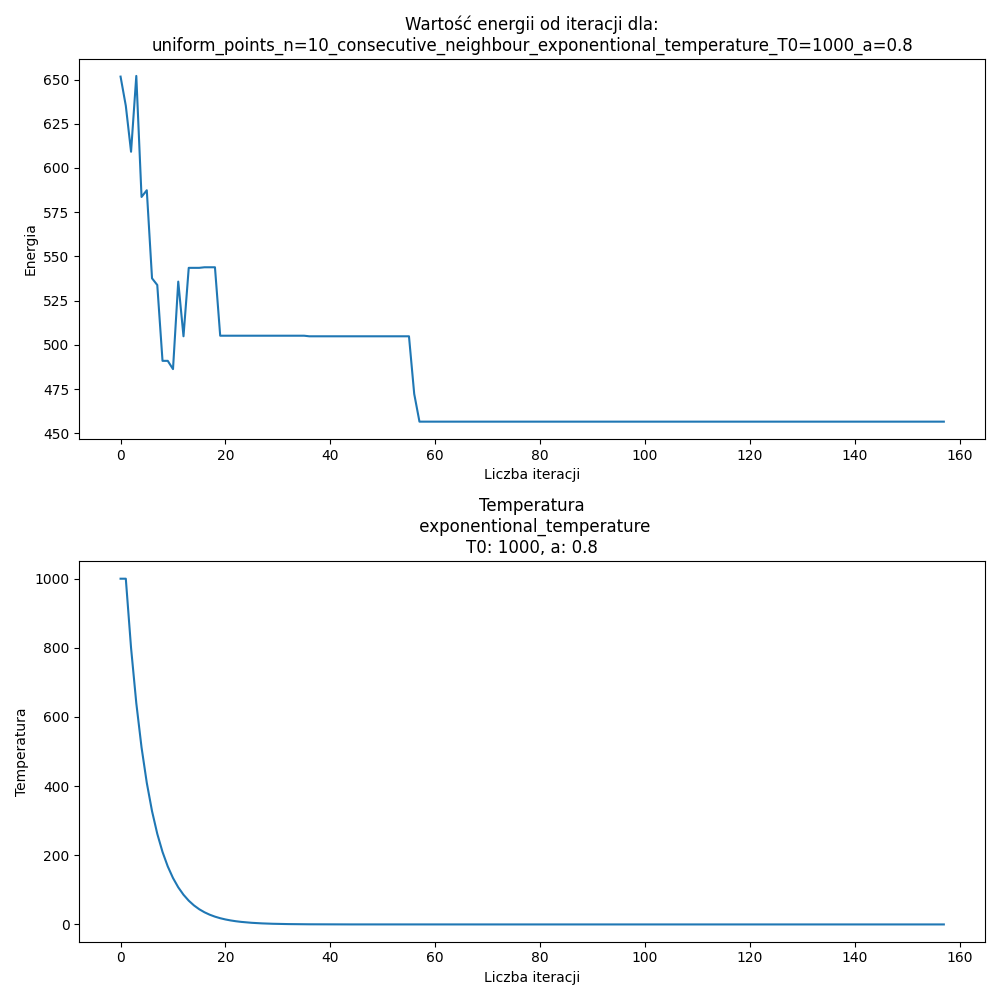 Wartość energii od iteracji dla:
uniform_points_n=10_consecutive_neighbour_exponentional_temperature_T0=1000_a=0.8
650
625
600
575
550
525
500
475
450
Energia
0 20 40 60 80 100 120 140 160
Liczba iteracji
Temperatura
exponentional_temperature
T0: 1000, a: 0.8
1000
800
600
400
200
0
Temperatura
0 20 40 60 80 100 120 140 160
Liczba iteracji